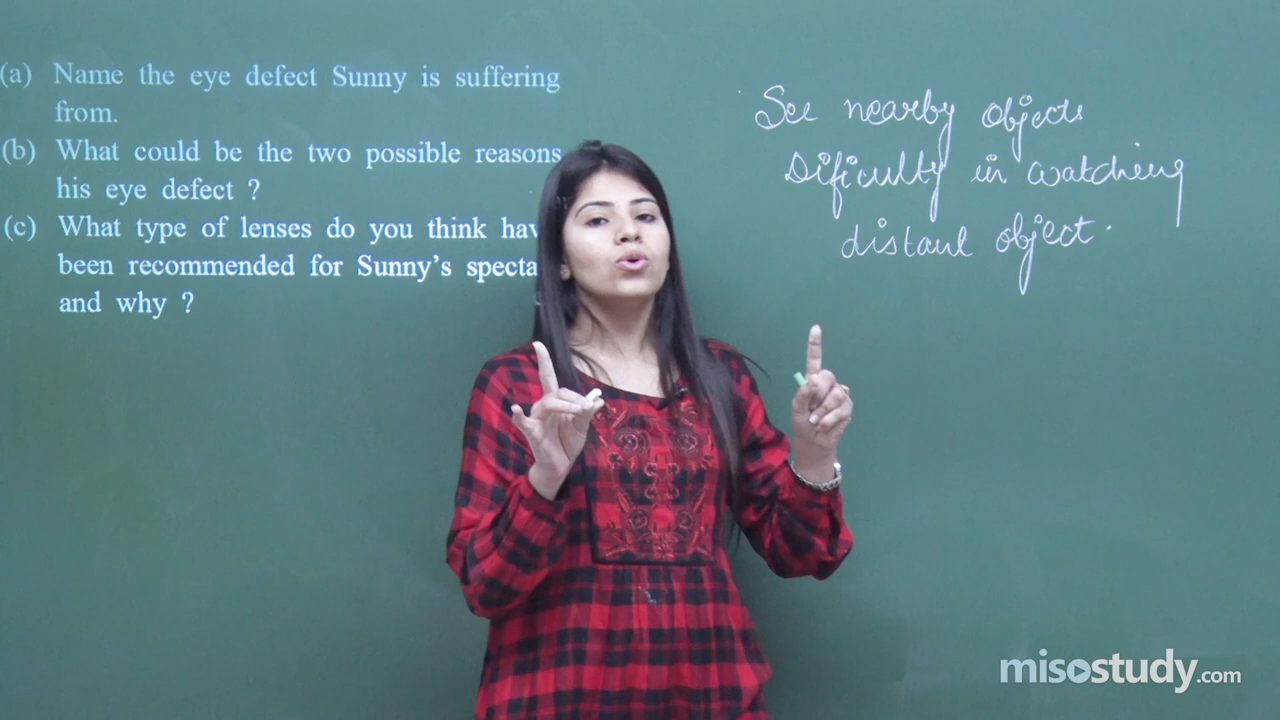 (a) Name the eye defect Sunny is suffering
from.
(b) What could be the two possible reasons
his eye defect ?
(c) What type of lenses do you think hav
been recommended for Sunny's specta
and why ?
See nearby objects
Dificulty in watching
distant object.
misostudy.com